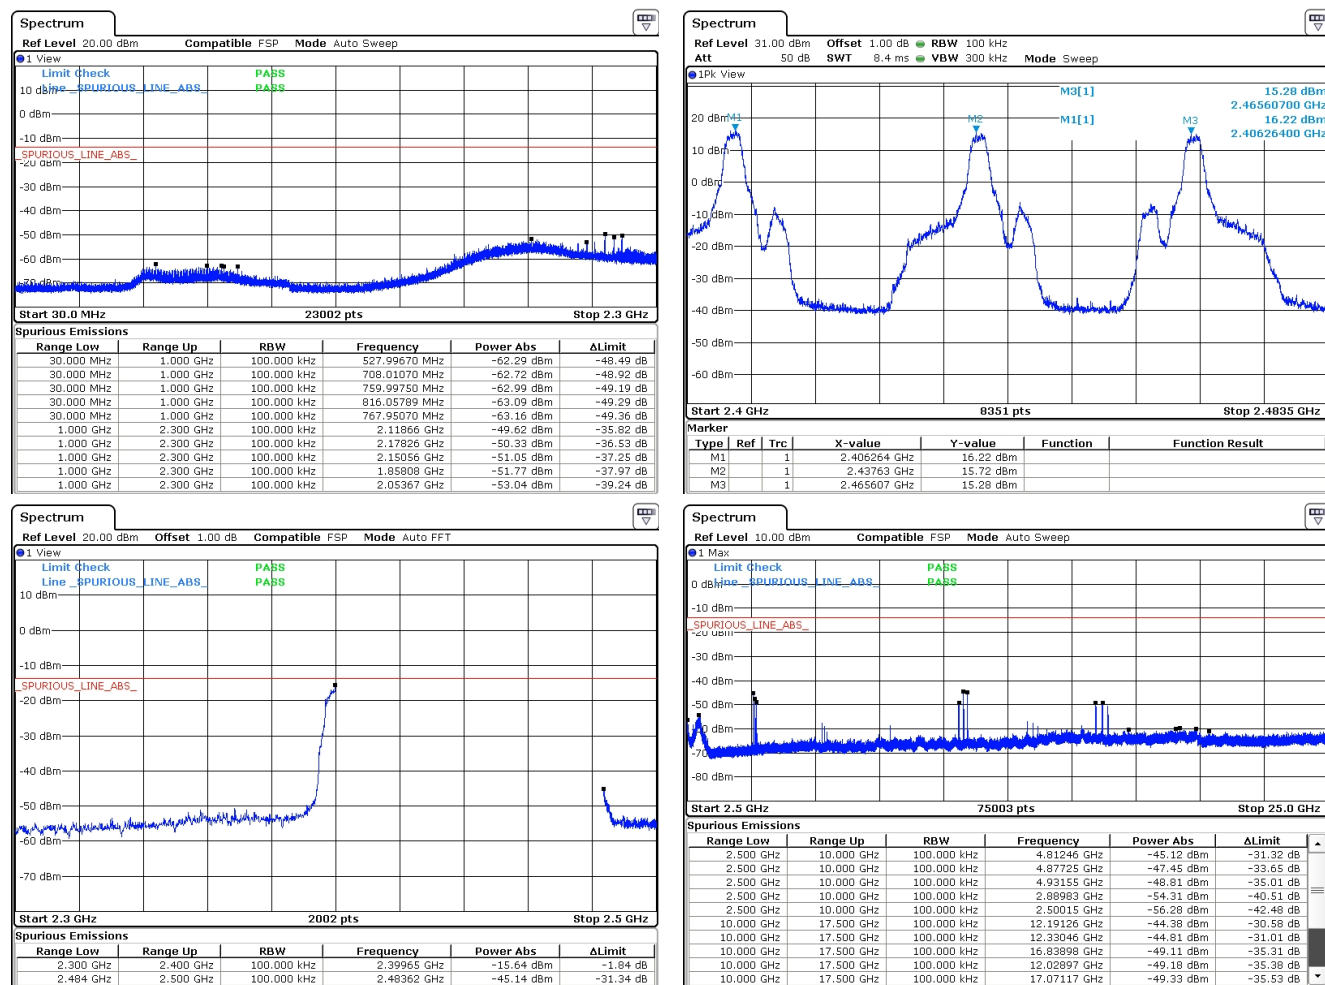 Spectrum
Ref Level 20.00 dBm Compatible FSP Mode Auto Sweep
1 View
Limit Check PASS
Line _SPURIOUS_LINE_ABS_ PASS
10 dBm
0 dBm
-10 dBm
_SPURIOUS_LINE_ABS_
-20 dBm
-30 dBm
-40 dBm
-50 dBm
-60 dBm
-70 dBm
Start 30.0 MHz 23002 pts Stop 2.3 GHz
Spurious Emissions
Range Low Range Up RBW Frequency Power Abs ΔLimit
30.000 MHz 1.000 GHz 100.000 kHz 527.99670 MHz -62.29 dBm -48.49 dB
30.000 MHz 1.000 GHz 100.000 kHz 708.01070 MHz -62.72 dBm -48.92 dB
30.000 MHz 1.000 GHz 100.000 kHz 759.99750 MHz -62.99 dBm -49.19 dB
30.000 MHz 1.000 GHz 100.000 kHz 816.05789 MHz -63.09 dBm -49.29 dB
30.000 MHz 1.000 GHz 100.000 kHz 767.95070 MHz -63.16 dBm -49.36 dB
1.000 GHz 2.300 GHz 100.000 kHz 2.11866 GHz -49.62 dBm -35.82 dB
1.000 GHz 2.300 GHz 100.000 kHz 2.17826 GHz -50.33 dBm -36.53 dB
1.000 GHz 2.300 GHz 100.000 kHz 2.15056 GHz -51.05 dBm -37.25 dB
1.000 GHz 2.300 GHz 100.000 kHz 1.85808 GHz -51.77 dBm -37.97 dB
1.000 GHz 2.300 GHz 100.000 kHz 2.05367 GHz -53.04 dBm -39.24 dB
Spectrum
Ref Level 31.00 dBm Offset 1.00 dB RBW 100 kHz
Att 50 dB SWT 8.4 ms VBW 300 kHz Mode Sweep
1Pk View
M3[1] 15.28 dBm
2.46560700 GHz
M1[1] 16.22 dBm
2.40626400 GHz
20 dBm
M1 M2 M3
10 dBm
0 dBm
-10 dBm
-20 dBm
-30 dBm
-40 dBm
-50 dBm
-60 dBm
Start 2.4 GHz 8351 pts Stop 2.4835 GHz
Marker
Type Ref Trc X-value Y-value Function Function Result
M1 1 2.406264 GHz 16.22 dBm
M2 1 2.43763 GHz 15.72 dBm
M3 1 2.465607 GHz 15.28 dBm
Spectrum
Ref Level 20.00 dBm Offset 1.00 dB Compatible FSP Mode Auto FFT
1 View
Limit Check PASS
Line _SPURIOUS_LINE_ABS_ PASS
10 dBm
0 dBm
-10 dBm
_SPURIOUS_LINE_ABS_
-20 dBm
-30 dBm
-40 dBm
-50 dBm
-60 dBm
-70 dBm
Start 2.3 GHz 2002 pts Stop 2.5 GHz
Spurious Emissions
Range Low Range Up RBW Frequency Power Abs ΔLimit
2.300 GHz 2.400 GHz 100.000 kHz 2.39965 GHz -15.64 dBm -1.84 dB
2.484 GHz 2.500 GHz 100.000 kHz 2.48362 GHz -45.14 dBm -31.34 dB
Spectrum
Ref Level 10.00 dBm Compatible FSP Mode Auto Sweep
1 Max
Limit Check PASS
Line _SPURIOUS_LINE_ABS_ PASS
0 dBm
-10 dBm
_SPURIOUS_LINE_ABS_
-20 dBm
-30 dBm
-40 dBm
-50 dBm
-60 dBm
-70
-80 dBm
Start 2.5 GHz 75003 pts Stop 25.0 GHz
Spurious Emissions
Range Low Range Up RBW Frequency Power Abs ΔLimit
2.500 GHz 10.000 GHz 100.000 kHz 4.81246 GHz -45.12 dBm -31.32 dB
2.500 GHz 10.000 GHz 100.000 kHz 4.87725 GHz -47.45 dBm -33.65 dB
2.500 GHz 10.000 GHz 100.000 kHz 4.93155 GHz -48.81 dBm -35.01 dB
2.500 GHz 10.000 GHz 100.000 kHz 2.88983 GHz -54.31 dBm -40.51 dB
2.500 GHz 10.000 GHz 100.000 kHz 2.50015 GHz -56.28 dBm -42.48 dB
10.000 GHz 17.500 GHz 100.000 kHz 12.19126 GHz -44.38 dBm -30.58 dB
10.000 GHz 17.500 GHz 100.000 kHz 12.33046 GHz -44.81 dBm -31.01 dB
10.000 GHz 17.500 GHz 100.000 kHz 16.83898 GHz -49.11 dBm -35.31 dB
10.000 GHz 17.500 GHz 100.000 kHz 12.02897 GHz -49.18 dBm -35.38 dB
10.000 GHz 17.500 GHz 100.000 kHz 17.07117 GHz -49.33 dBm -35.53 dB